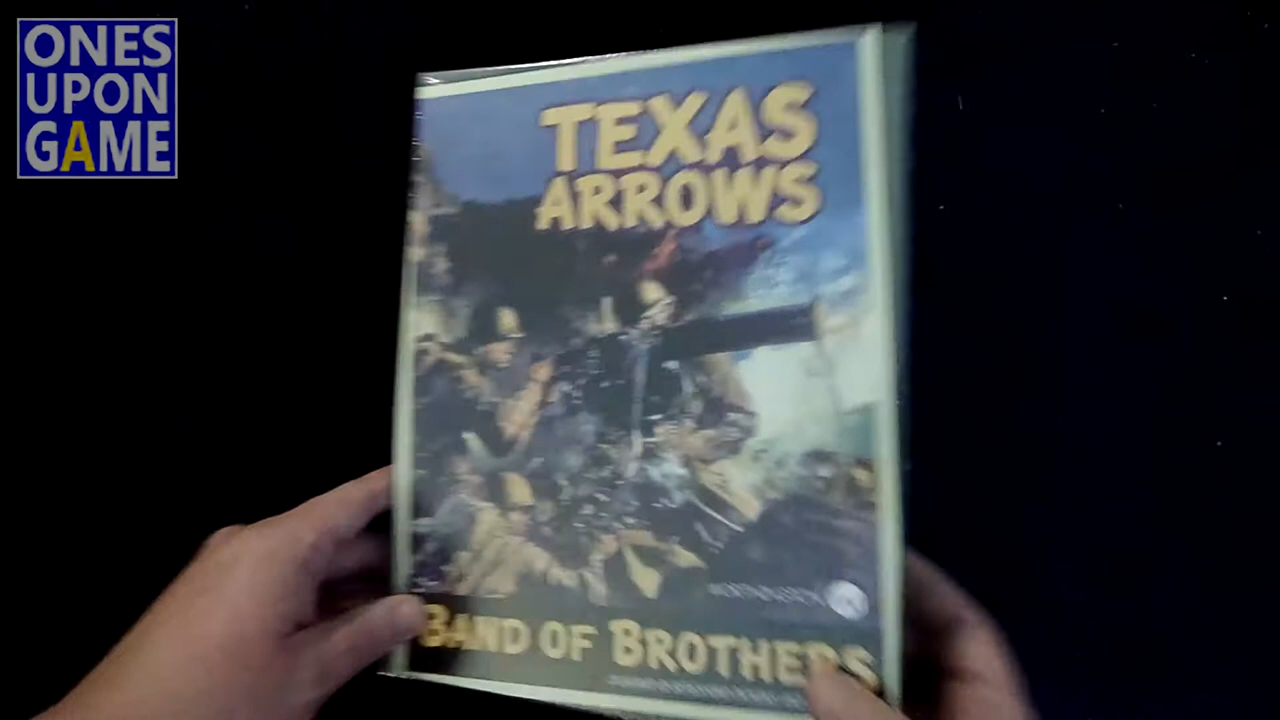 ONES
UPON
GAME
TEXAS
ARROWS
BAND OF BROTHERS